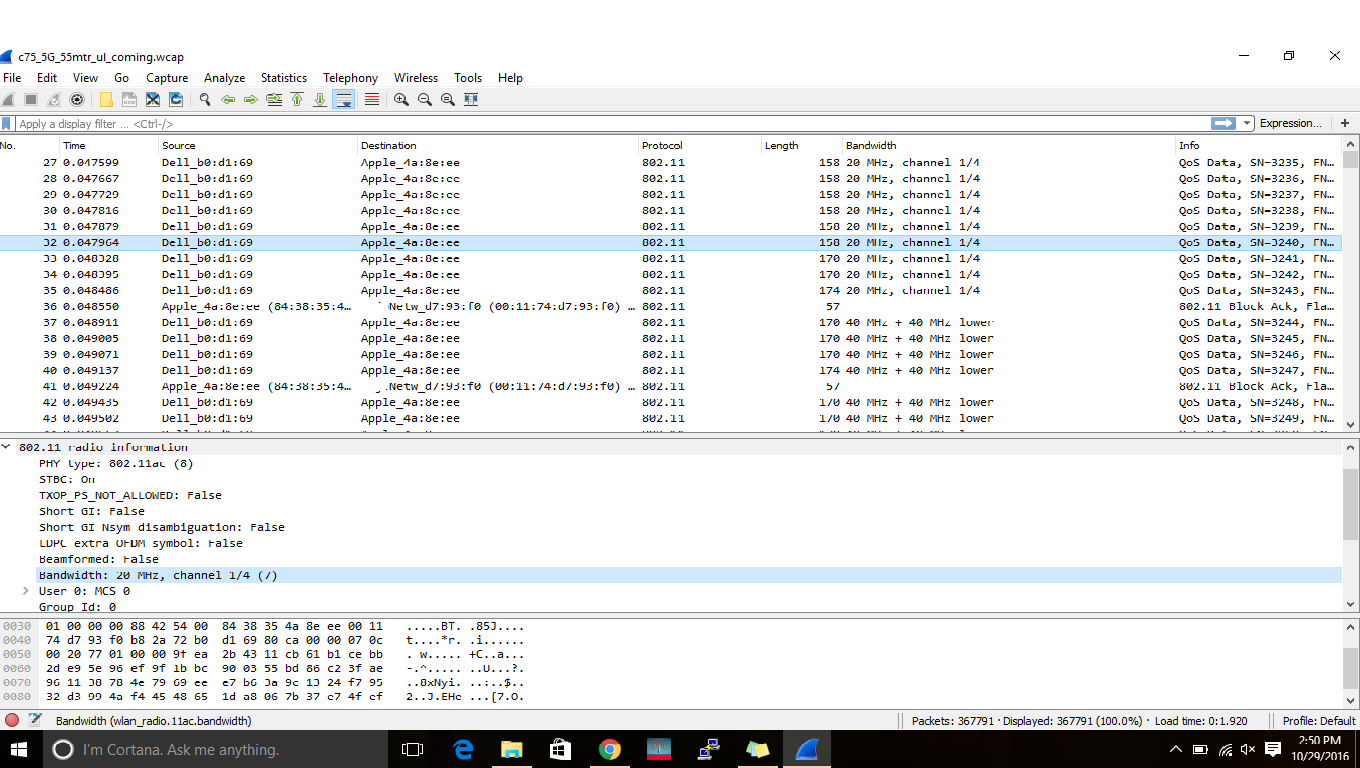 c75_5G_55mtr_ul_coming.wcap
File Edit View Go Capture Analyze Statistics Telephony Wireless Tools Help
Apply a display filter ... <Ctrl-/> Expression... +
No. Time Source Destination Protocol Length Bandwidth Info
27 0.047599 Dell_b0:d1:69 Apple_4a:8e:ee 802.11 158 20 MHz, channel 1/4 QoS Data, SN=3235, FN…
28 0.047667 Dell_b0:d1:69 Apple_4a:8e:ee 802.11 158 20 MHz, channel 1/4 QoS Data, SN=3236, FN…
29 0.047729 Dell_b0:d1:69 Apple_4a:8e:ee 802.11 158 20 MHz, channel 1/4 QoS Data, SN=3237, FN…
30 0.047816 Dell_b0:d1:69 Apple_4a:8e:ee 802.11 158 20 MHz, channel 1/4 QoS Data, SN=3238, FN…
31 0.047879 Dell_b0:d1:69 Apple_4a:8e:ee 802.11 158 20 MHz, channel 1/4 QoS Data, SN=3239, FN…
32 0.047964 Dell_b0:d1:69 Apple_4a:8e:ee 802.11 158 20 MHz, channel 1/4 QoS Data, SN=3240, FN…
33 0.048328 Dell_b0:d1:69 Apple_4a:8e:ee 802.11 170 20 MHz, channel 1/4 QoS Data, SN=3241, FN…
34 0.048395 Dell_b0:d1:69 Apple_4a:8e:ee 802.11 170 20 MHz, channel 1/4 QoS Data, SN=3242, FN…
35 0.048486 Dell_b0:d1:69 Apple_4a:8e:ee 802.11 174 20 MHz, channel 1/4 QoS Data, SN=3243, FN…
36 0.048550 Apple_4a:8e:ee (84:38:35:4… Netw_d7:93:f0 (00:11:74:d7:93:f0) … 802.11 57 802.11 Block Ack, Fla…
37 0.048911 Dell_b0:d1:69 Apple_4a:8e:ee 802.11 170 40 MHz + 40 MHz lower QoS Data, SN=3244, FN…
38 0.049005 Dell_b0:d1:69 Apple_4a:8e:ee 802.11 170 40 MHz + 40 MHz lower QoS Data, SN=3245, FN…
39 0.049071 Dell_b0:d1:69 Apple_4a:8e:ee 802.11 170 40 MHz + 40 MHz lower QoS Data, SN=3246, FN…
40 0.049137 Dell_b0:d1:69 Apple_4a:8e:ee 802.11 174 40 MHz + 40 MHz lower QoS Data, SN=3247, FN…
41 0.049224 Apple_4a:8e:ee (84:38:35:4… Netw_d7:93:f0 (00:11:74:d7:93:f0) … 802.11 57 802.11 Block Ack, Fla…
42 0.049435 Dell_b0:d1:69 Apple_4a:8e:ee 802.11 170 40 MHz + 40 MHz lower QoS Data, SN=3248, FN…
43 0.049502 Dell_b0:d1:69 Apple_4a:8e:ee 802.11 170 40 MHz + 40 MHz lower QoS Data, SN=3249, FN…
802.11 radio information
PHY type: 802.11ac (8)
STBC: On
TXOP_PS_NOT_ALLOWED: False
Short GI: False
Short GI Nsym disambiguation: False
LDPC extra OFDM symbol: False
Beamformed: False
Bandwidth: 20 MHz, channel 1/4 (7)
User 0: MCS 0
Group Id: 0
0030 01 00 00 00 88 42 54 00 84 38 35 4a 8e ee 00 11 .....BT. .85J....
0040 74 d7 93 f0 b8 2a 72 b0 d1 69 80 ca 00 00 07 0c t....*r. .i......
0050 00 20 77 01 00 00 9f ea 2b 43 11 cb 61 b1 ce bb . w..... +C..a...
0060 2d e9 5e 96 ef 9f 1b bc 90 03 55 bd 86 c2 3f ae -.^..... ..U...?.
0070 96 11 38 78 4e 79 69 ee e7 b6 3a 9c 13 24 f7 95 ..8xNyi. ..:..$..
0080 32 d3 99 4a f4 45 48 65 1d a8 06 7b 37 e7 4f ef 2..J.EHe ...{7.O.
Bandwidth (wlan_radio.11ac.bandwidth) Packets: 367791 · Displayed: 367791 (100.0%) · Load time: 0:1.920 Profile: Default
I'm Cortana. Ask me anything. 2:50 PM
10/29/2016